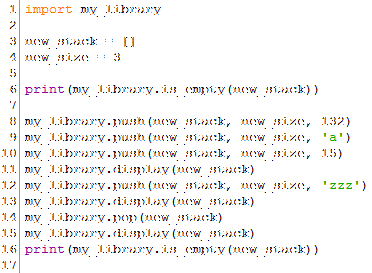 1 import my_library
2
3 new_stack = []
4 new_size = 3
5
6 print(my_library.is_empty(new_stack))
7
8 my_library.push(new_stack, new_size, 132)
9 my_library.push(new_stack, new_size, 'a')
10 my_library.push(new_stack, new_size, 15)
11 my_library.display(new_stack)
12 my_library.push(new_stack, new_size, 'zzz')
13 my_library.display(new_stack)
14 my_library.pop(new_stack)
15 my_library.display(new_stack)
16 print(my_library.is_empty(new_stack))
17